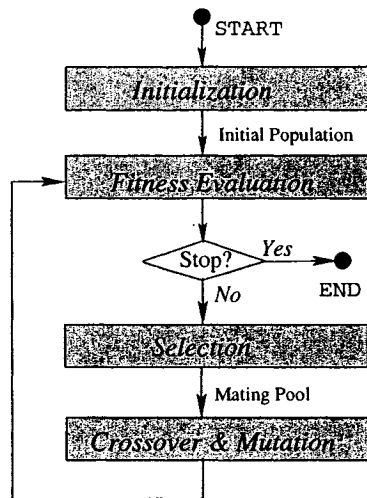 START
Initialization
Initial Population
Fitness Evaluation
Stop?
Yes
END
No
Selection
Mating Pool
Crossover & Mutation